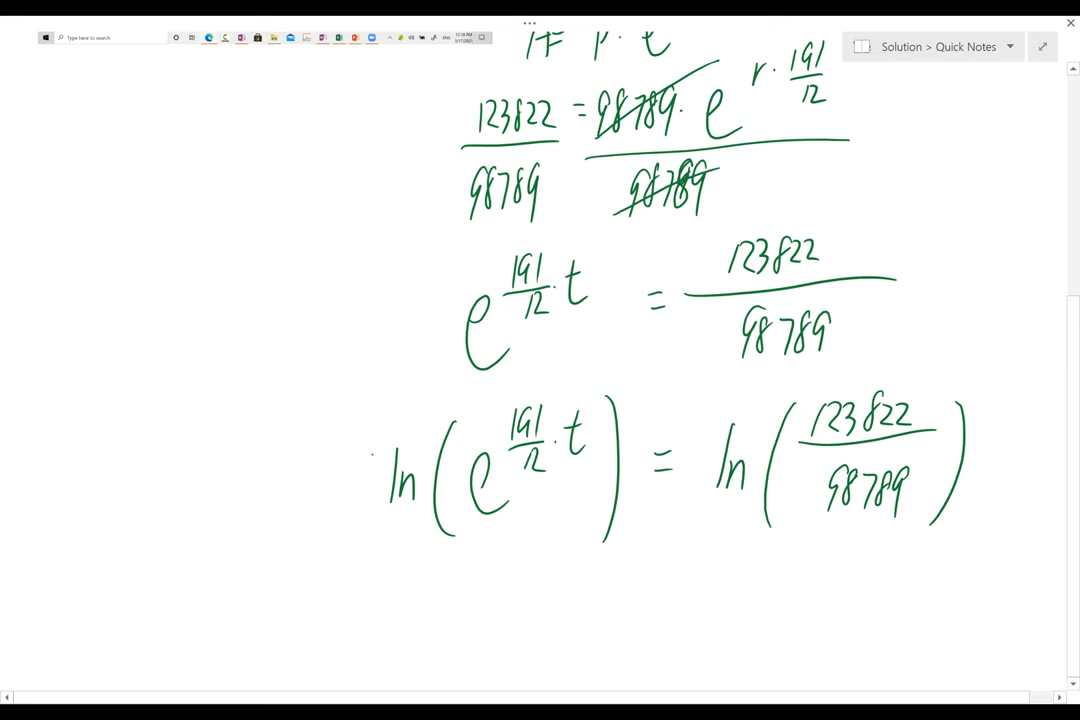 Type here to search
Solution > Quick Notes
123822 = 98789 · e^(r · 191/12)
98789 98789
e^(191/12 · t) = 123822/98789
ln(e^(191/12 · t)) = ln(123822/98789)